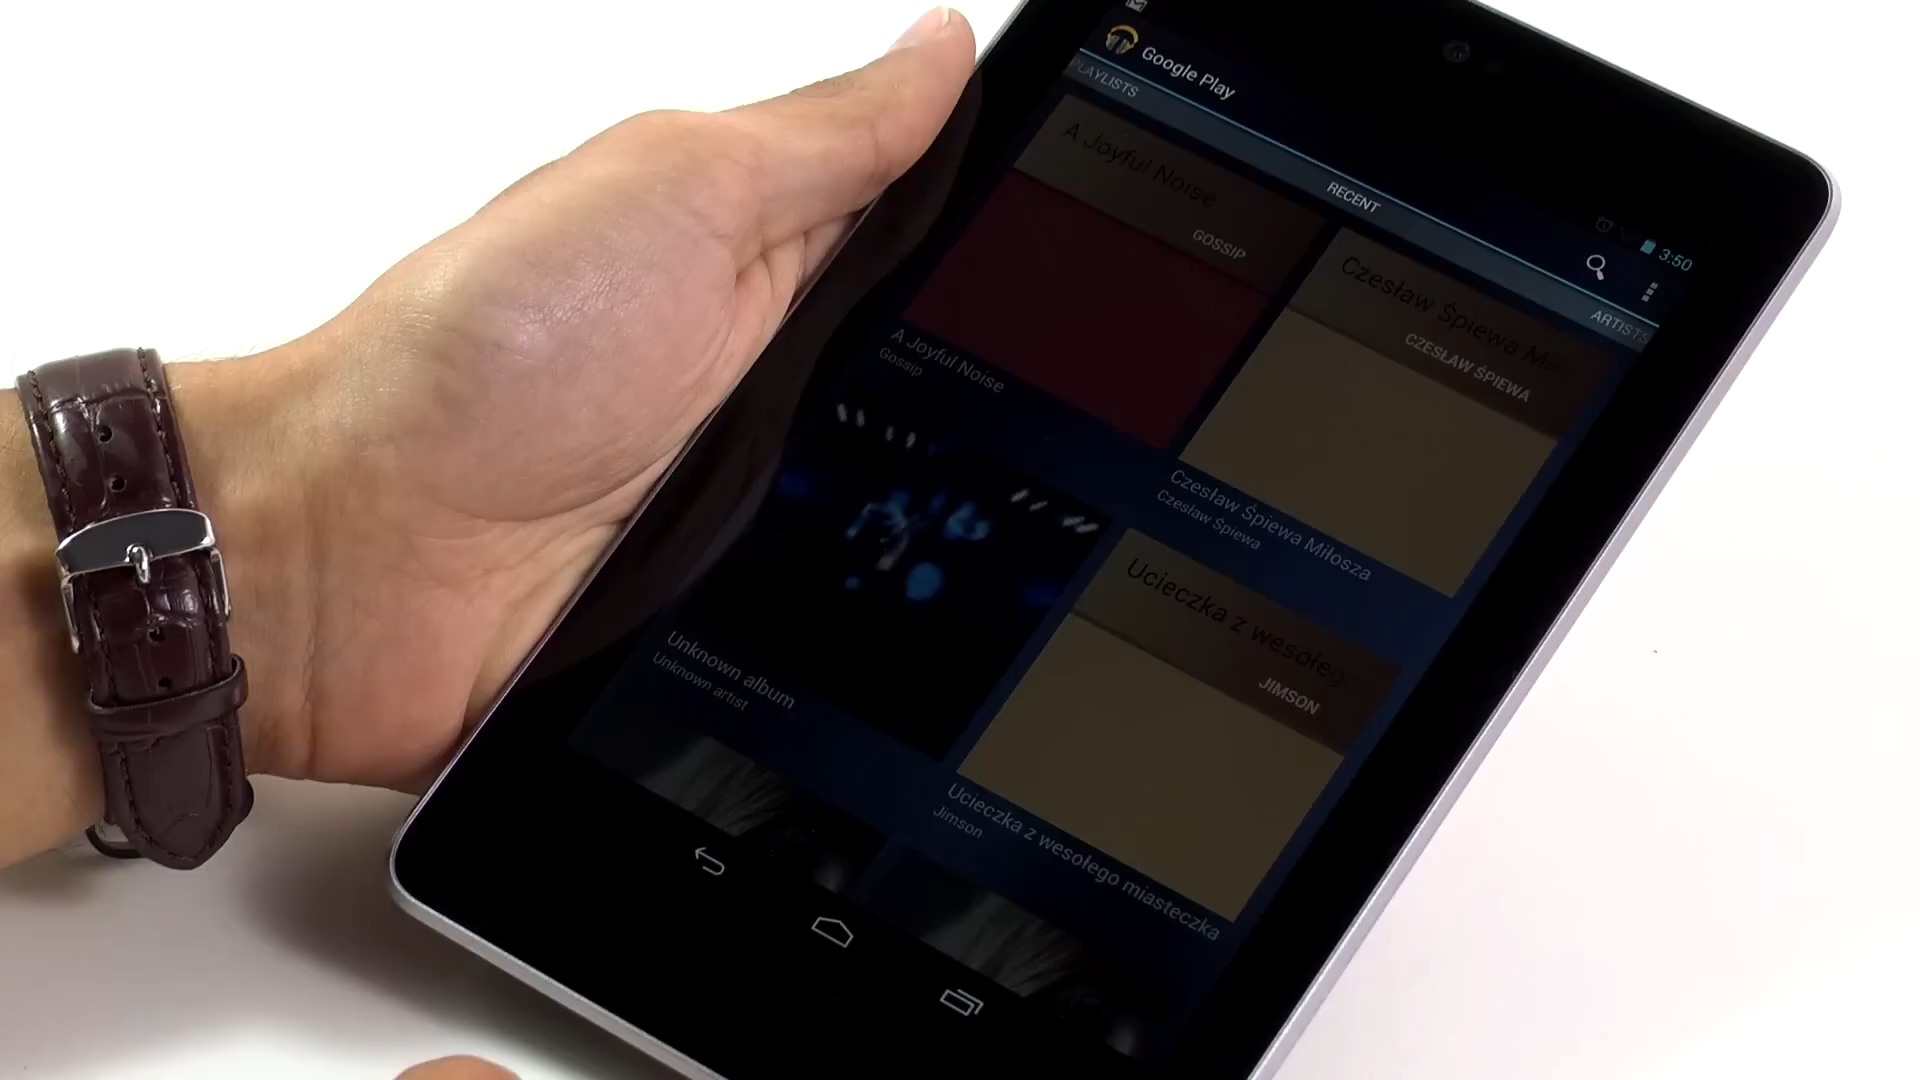 Google Play
3:50
PLAYLISTS
RECENT
ARTISTS
A Joyful Noise
GOSSIP
A Joyful Noise
Gossip
Czesław Śpiewa Mił
CZESŁAW ŚPIEWA
Czesław Śpiewa Miłosza
Czesław Śpiewa
Unknown album
Unknown artist
Ucieczka z wesołeg
JIMSON
Ucieczka z wesołego miasteczka
Jimson